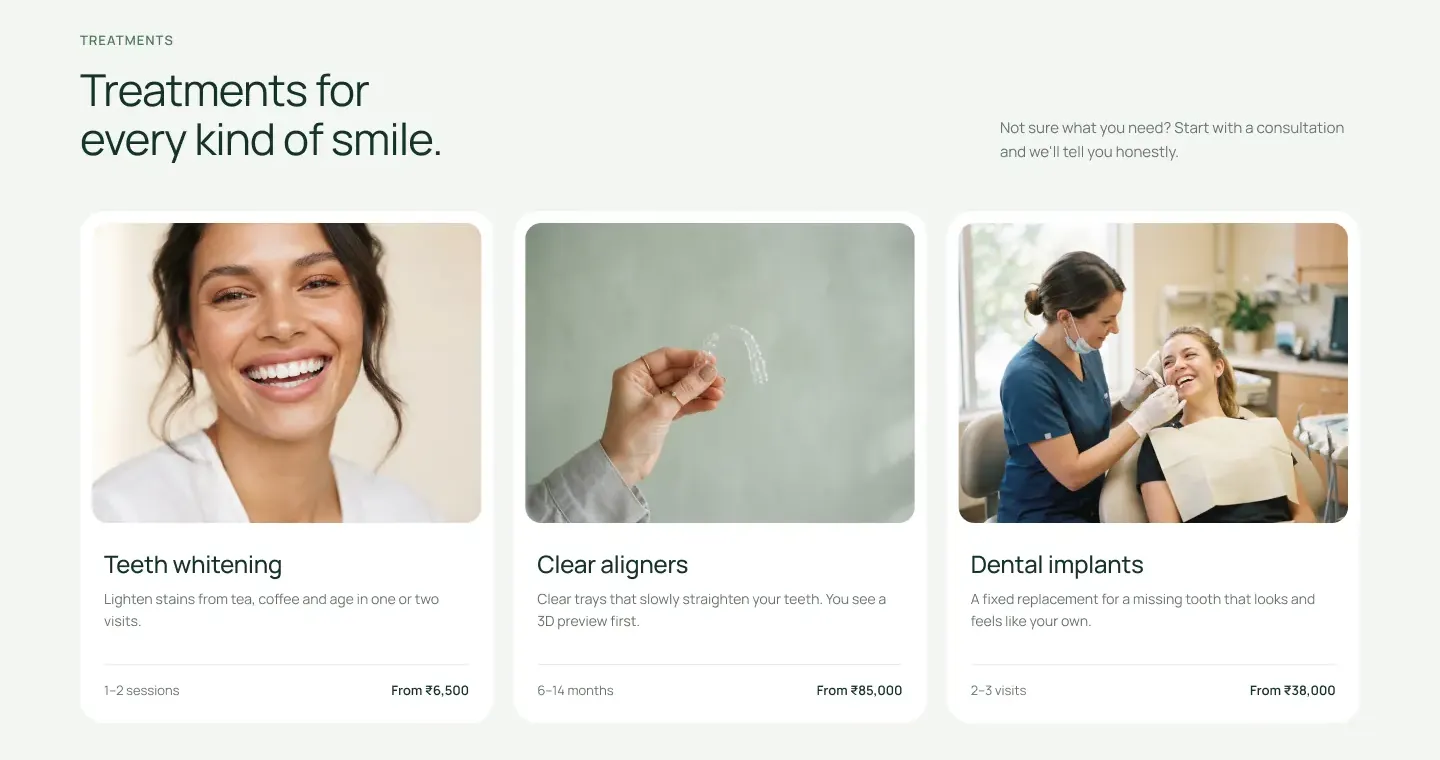 TREATMENTS
Treatments for
every kind of smile.
Not sure what you need? Start with a consultation
and we'll tell you honestly.
Teeth whitening
Lighten stains from tea, coffee and age in one or two
visits.
1–2 sessions
From ₹6,500
Clear aligners
Clear trays that slowly straighten your teeth. You see a
3D preview first.
6–14 months
From ₹85,000
Dental implants
A fixed replacement for a missing tooth that looks and
feels like your own.
2–3 visits
From ₹38,000